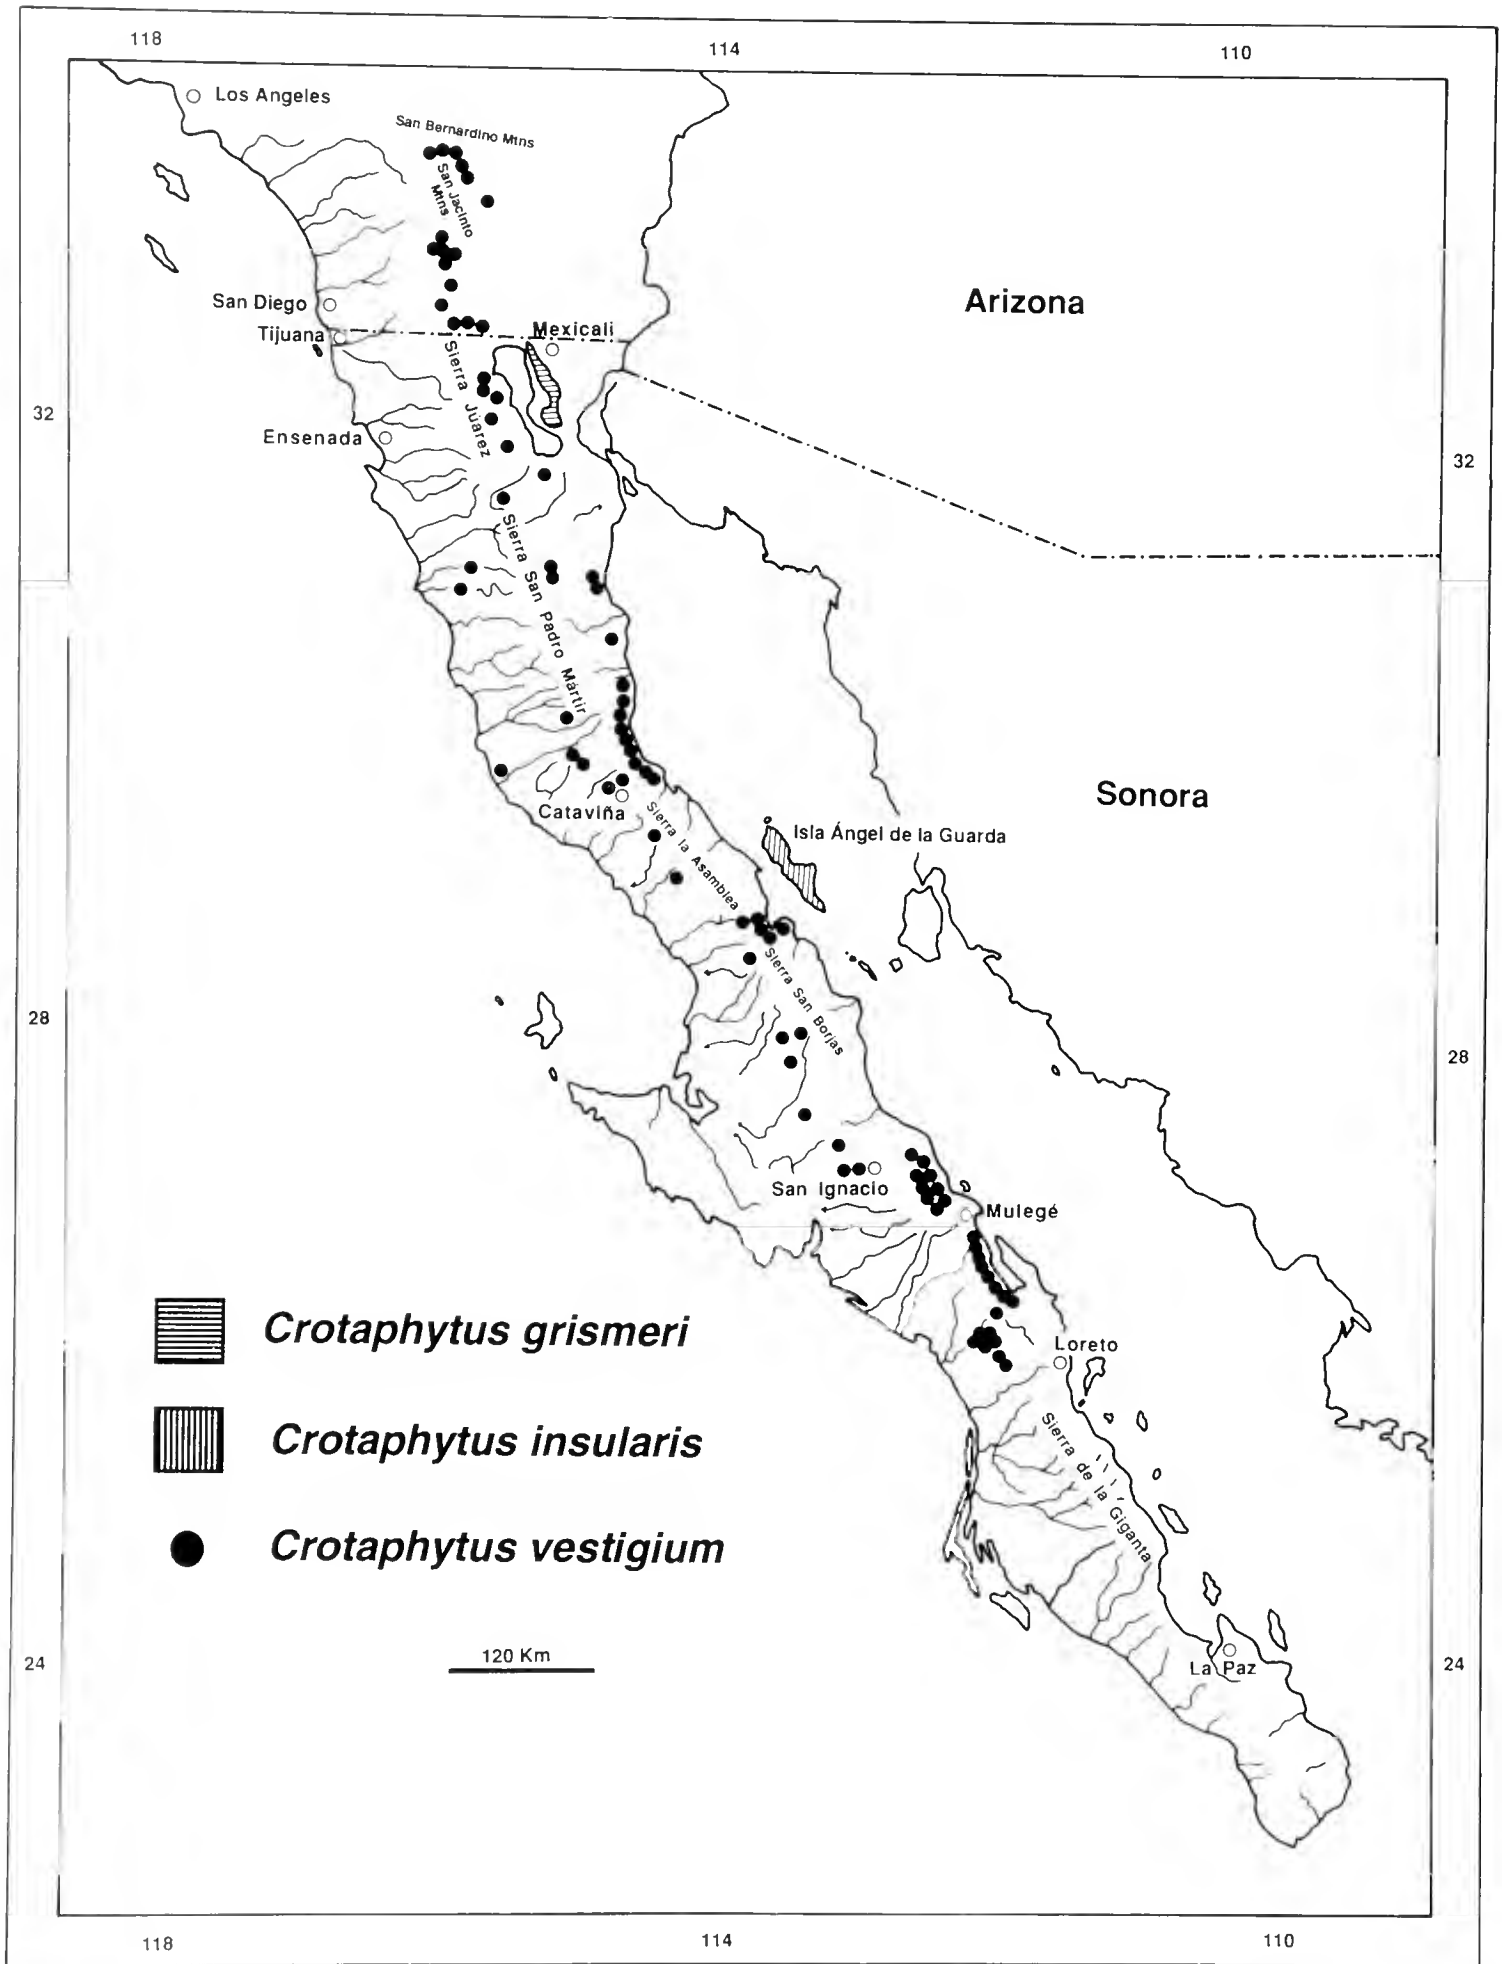 118
114
110
Los Angeles
San Bernardino Mtns
San Jacinto
Mtns
San Diego
Arizona
Tijuana
Mexicali
Sierra Júarez
32
Ensenada
32
Sierra San Padro Mártir
Sonora
Cataviña
Sierra la Asamblea
Isla Ángel de la Guarda
Sierra San Borjas
28
28
San Ignacio
Mulegé
Crotaphytus grismeri
Loreto
Crotaphytus insularis
Sierra de la Giganta
Crotaphytus vestigium
120 Km
24
La Paz
24
118
114
110